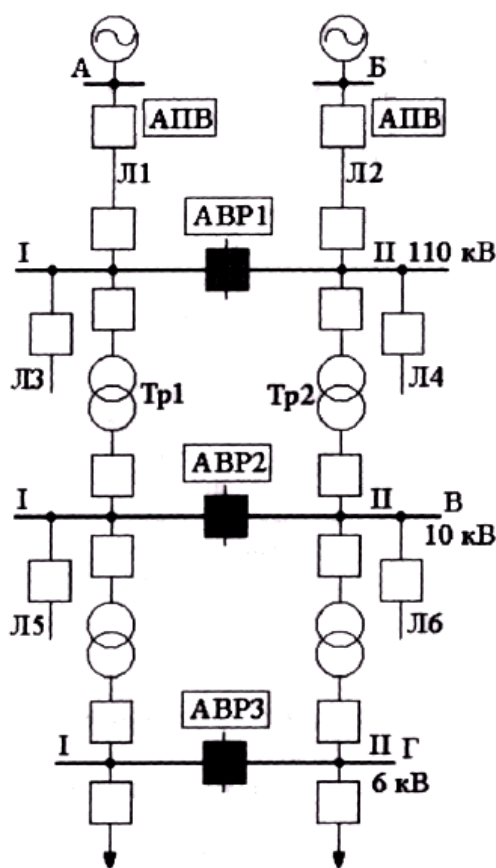 А Б
АПВ АПВ
Л1 Л2
АВР1
I II 110 кВ
Л3 Л4
Тр1 Тр2
АВР2
I II В
10 кВ
Л5 Л6
АВР3
I II Г
6 кВ